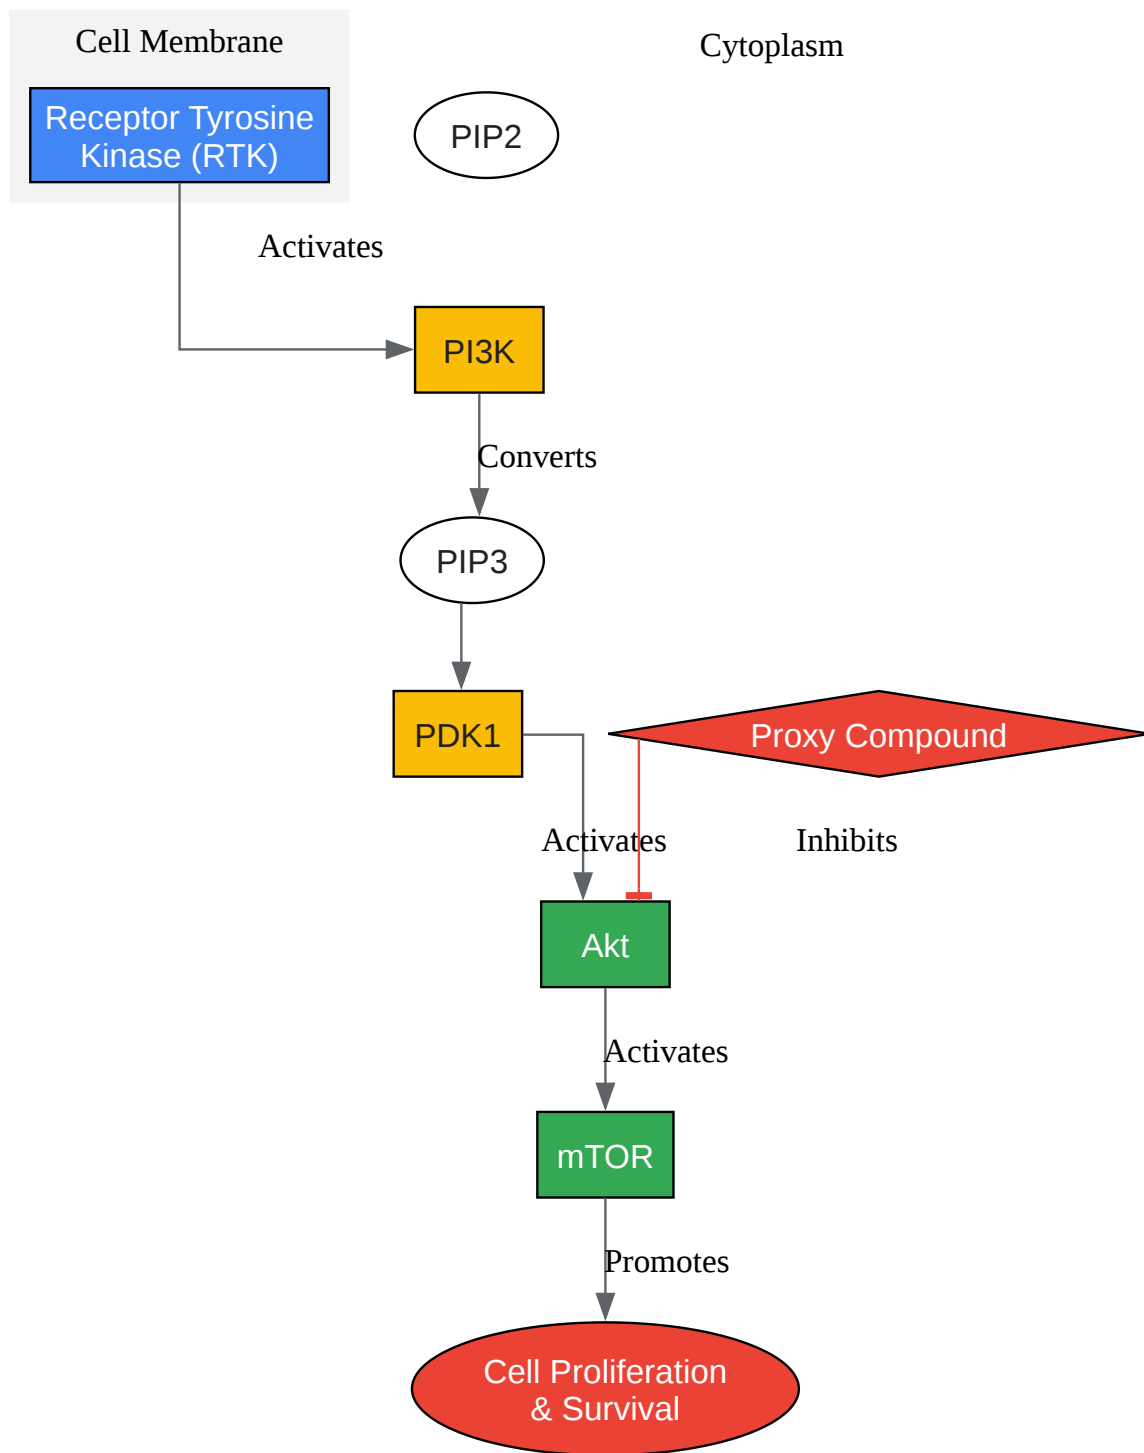 Cell Membrane
Cytoplasm
Receptor Tyrosine
Kinase (RTK)
PIP2
Activates
PI3K
Converts
PIP3
PDK1
Proxy Compound
Activates
Inhibits
Akt
Activates
mTOR
Promotes
Cell Proliferation
& Survival